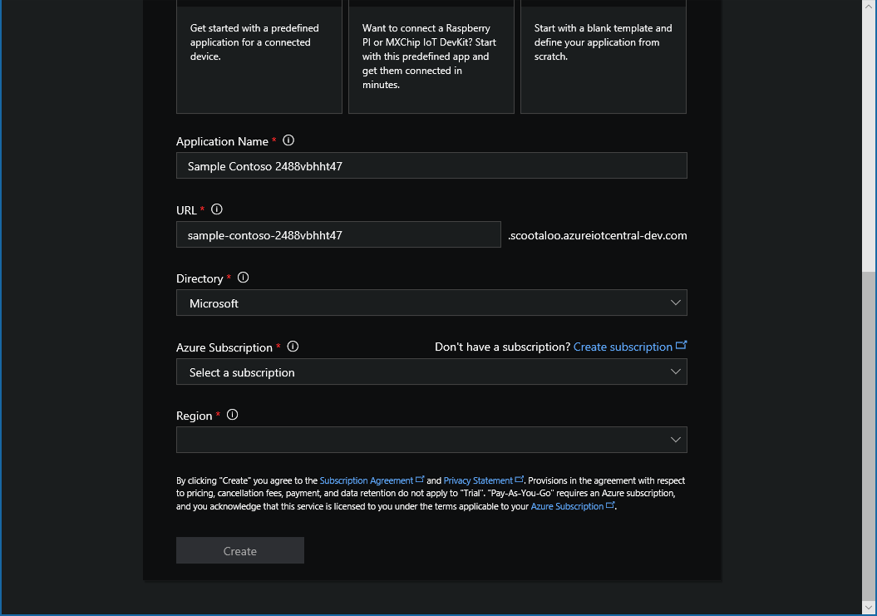 Get started with a predefined
application for a connected
device.
Want to connect a Raspberry
PI or MXChip IoT DevKit? Start
with this predefined app and
get them connected in
minutes.
Start with a blank template and
define your application from
scratch.
Application Name *
Sample Contoso 2488vbhht47
URL *
sample-contoso-2488vbhht47 .scootaloo.azureiotcentral-dev.com
Directory *
Microsoft
Azure Subscription * Don't have a subscription? Create subscription
Select a subscription
Region *
By clicking "Create" you agree to the Subscription Agreement and Privacy Statement. Provisions in the agreement with respect
to pricing, cancellation fees, payment, and data retention do not apply to "Trial". "Pay-As-You-Go" requires an Azure subscription,
and you acknowledge that this service is licensed to you under the terms applicable to your Azure Subscription.
Create